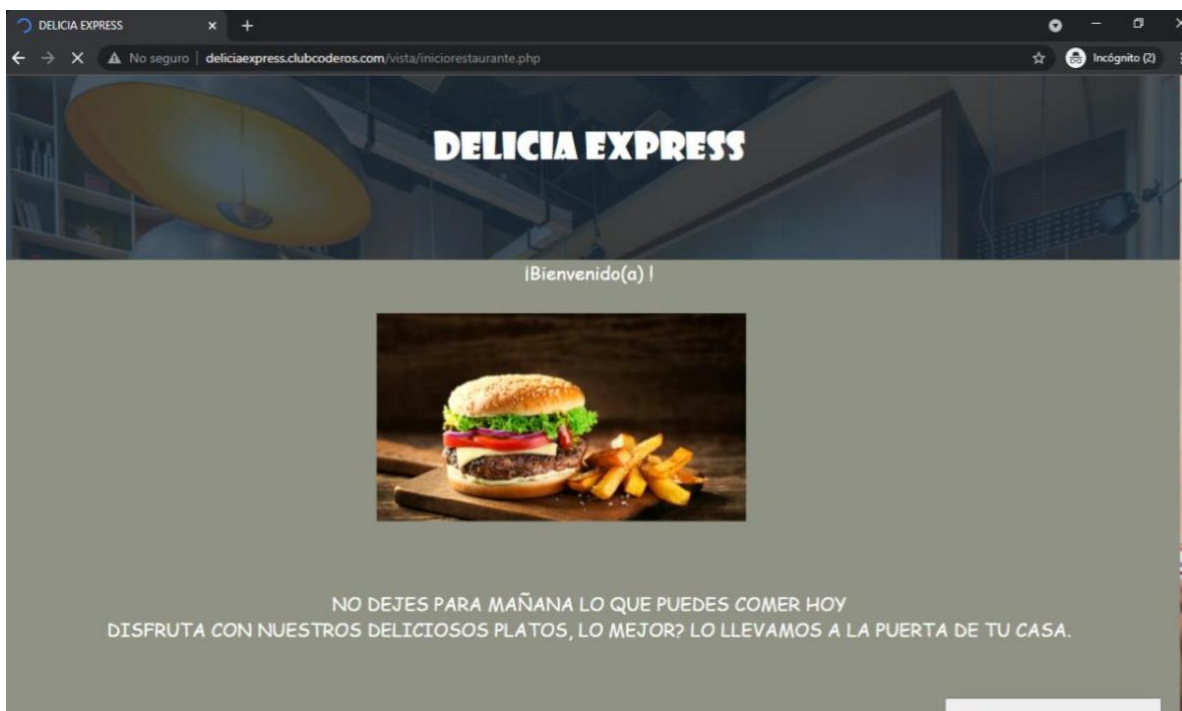 DELICIA EXPRESS
No seguro | deliciaexpress.clubcoderos.com/vista/iniciorestaurante.php
Incógnito (2)
DELICIA EXPRESS
¡Bienvenido(a) !
NO DEJES PARA MAÑANA LO QUE PUEDES COMER HOY
DISFRUTA CON NUESTROS DELICIOSOS PLATOS, LO MEJOR? LO LLEVAMOS A LA PUERTA DE TU CASA.